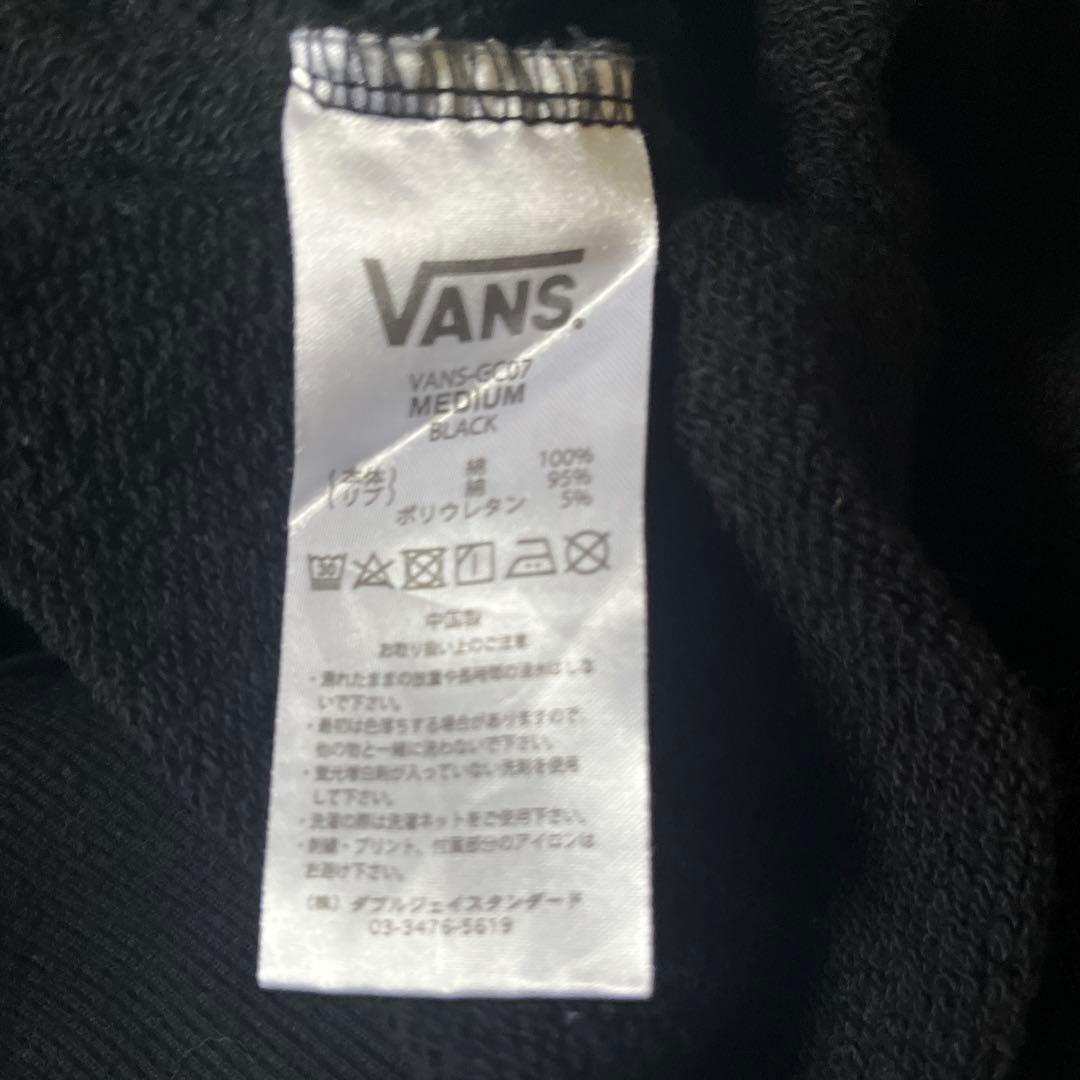 VANS.
VANS-GC07
MEDIUM
BLACK
本体 綿 100%
リブ 綿 95%
ポリウレタン 5%
30
中国製
お取り扱い上のご注意
・濡れたままの放置や長時間の浸水はしな
いで下さい。
・最初は色落ちする場合がありますので、
他の物と一緒に洗わないで下さい。
・蛍光増白剤が入っていない洗剤を使用
して下さい。
・洗濯の際は洗濯ネットをご使用下さい。
・刺繍・プリント、付属部分のアイロンは
お避け下さい。
(株) ダブルジェイスタンダード
03-3476-5619